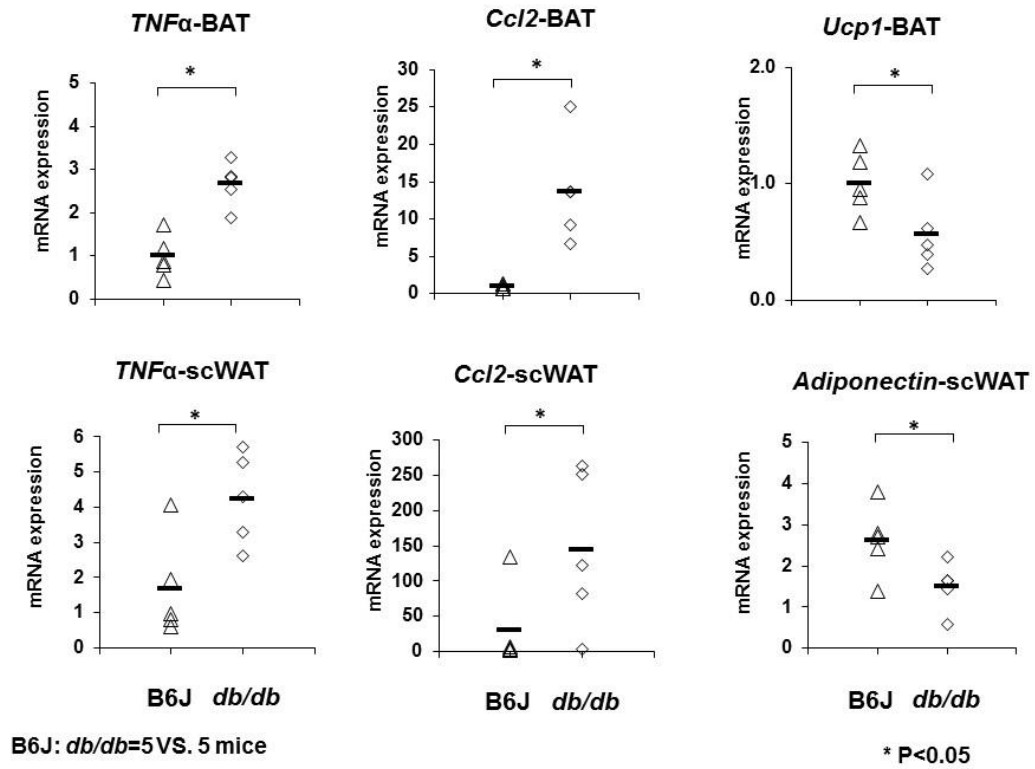 TNFα-BAT
Ccl2-BAT
Ucp1-BAT
mRNA expression
5
4
3
2
1
0
*
mRNA expression
30
25
20
15
10
5
0
*
mRNA expression
2.0
1.0
0.0
*
TNFα-scWAT
Ccl2-scWAT
Adiponectin-scWAT
mRNA expression
6
5
4
3
2
1
0
*
mRNA expression
300
250
200
150
100
50
0
*
mRNA expression
5
4
3
2
1
0
*
B6J db/db
B6J db/db
B6J db/db
B6J: db/db=5 VS. 5 mice
* P<0.05